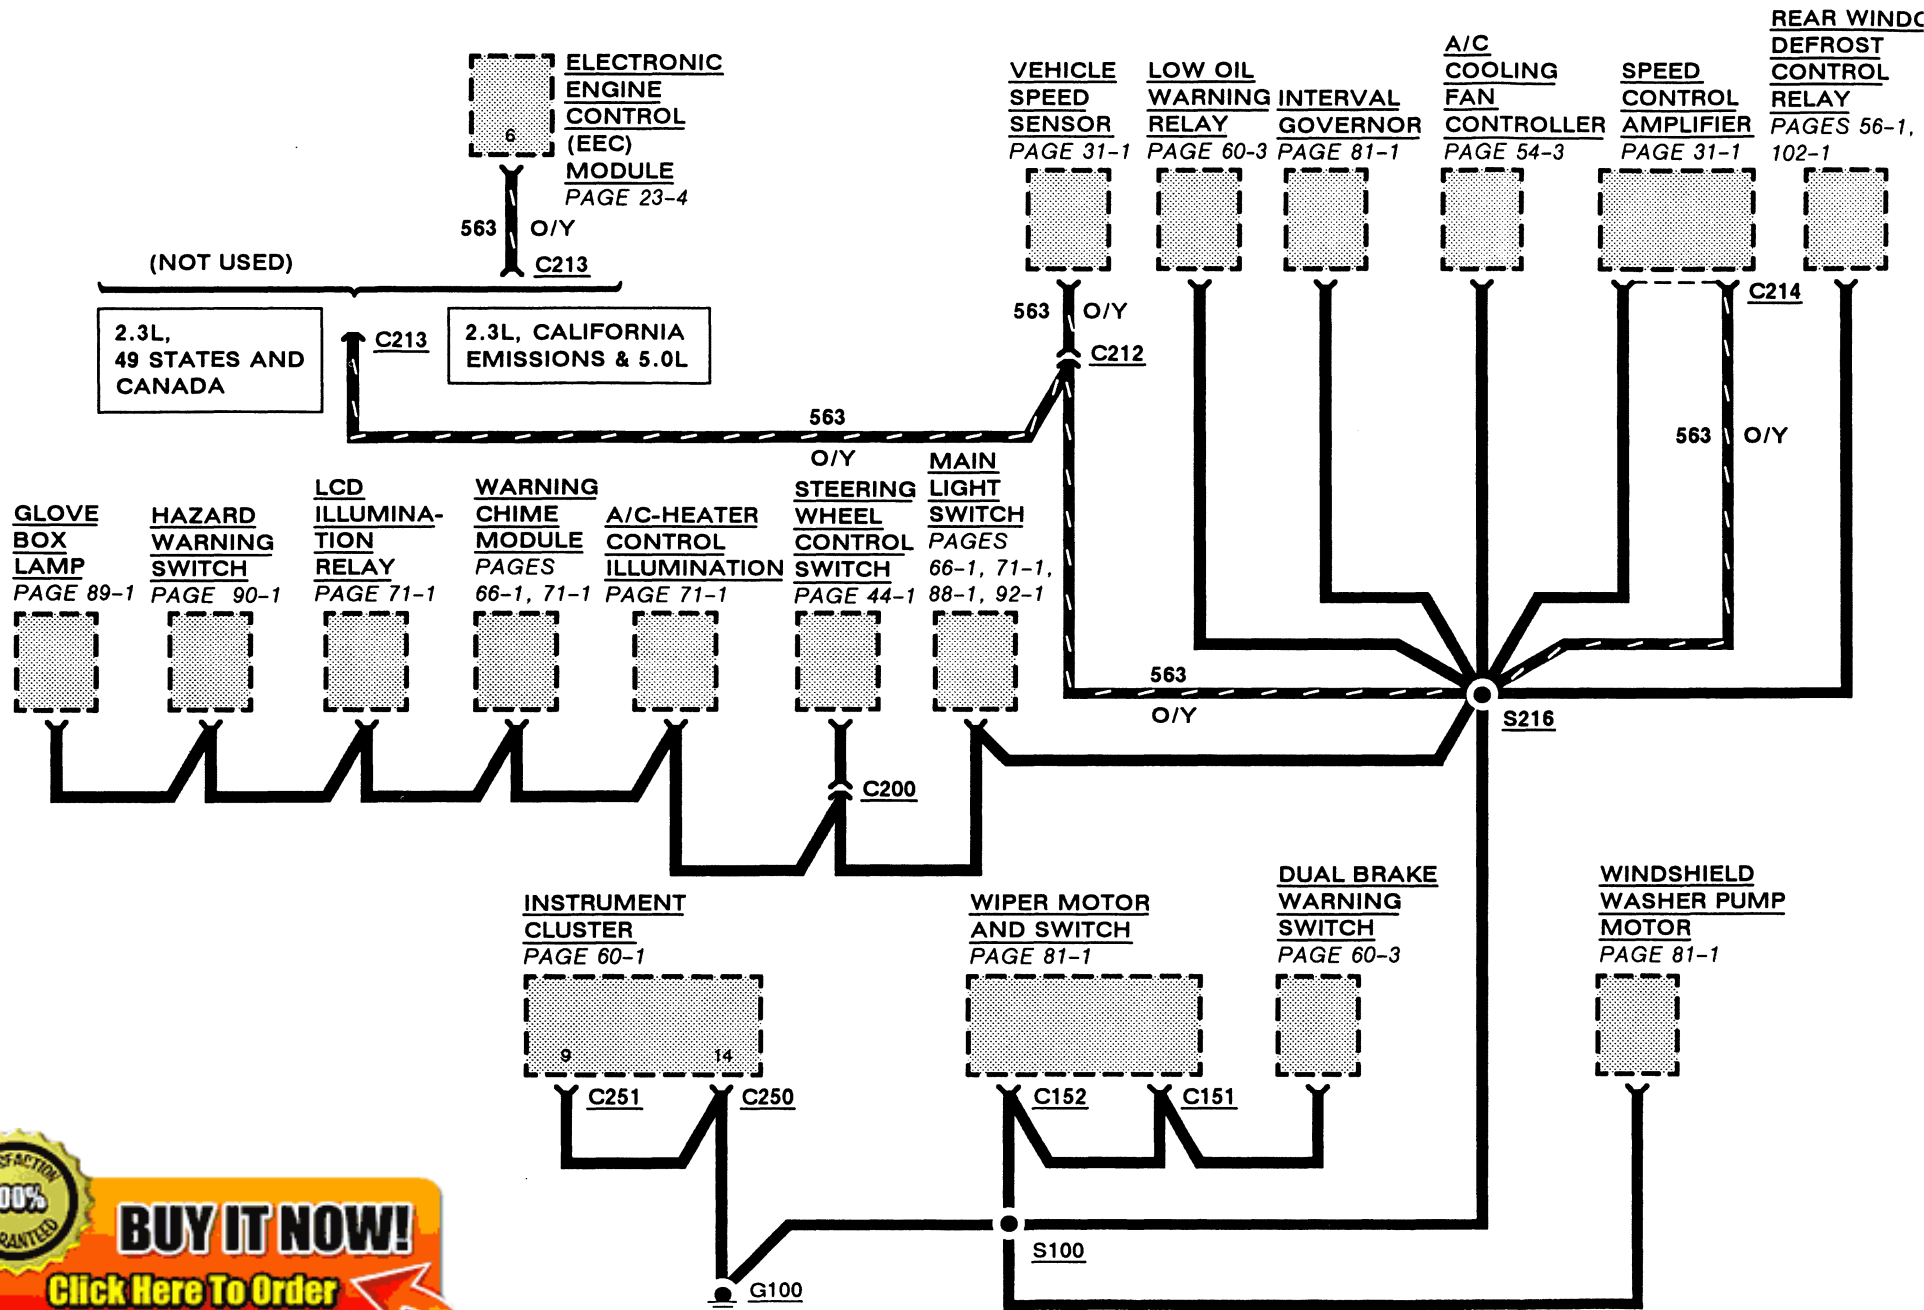 ELECTRONIC
ENGINE
CONTROL
(EEC)
MODULE
PAGE 23-4
6
563 O/Y
C213
(NOT USED)
2.3L,
49 STATES AND
CANADA
C213
2.3L, CALIFORNIA
EMISSIONS & 5.0L
VEHICLE
SPEED
SENSOR
PAGE 31-1
LOW OIL
WARNING
RELAY
PAGE 60-3
INTERVAL
GOVERNOR
PAGE 81-1
A/C
COOLING
FAN
CONTROLLER
PAGE 54-3
SPEED
CONTROL
AMPLIFIER
PAGE 31-1
REAR
DEFROST
CONTROL
RELAY
PAGES 56-1,
102-1
563 O/Y
C212
C214
563 O/Y
563
O/Y
GLOVE
BOX
LAMP
PAGE 89-1
HAZARD
WARNING
SWITCH
PAGE 90-1
LCD
ILLUMINA-
TION
RELAY
PAGE 71-1
WARNING
CHIME
MODULE
PAGES
66-1, 71-1
A/C-HEATER
CONTROL
ILLUMINATION
PAGE 71-1
STEERING
WHEEL
CONTROL
SWITCH
PAGE 44-1
MAIN
LIGHT
SWITCH
PAGES
66-1, 71-1,
88-1, 92-1
563
O/Y
S216
C200
INSTRUMENT
CLUSTER
PAGE 60-1
9 14
C251 C250
WIPER MOTOR
AND SWITCH
PAGE 81-1
C152 C151
DUAL BRAKE
WARNING
SWITCH
PAGE 60-3
WINDSHIELD
WASHER PUMP
MOTOR
PAGE 81-1
S100
G100
BUY IT NOW!
Click Here To Order